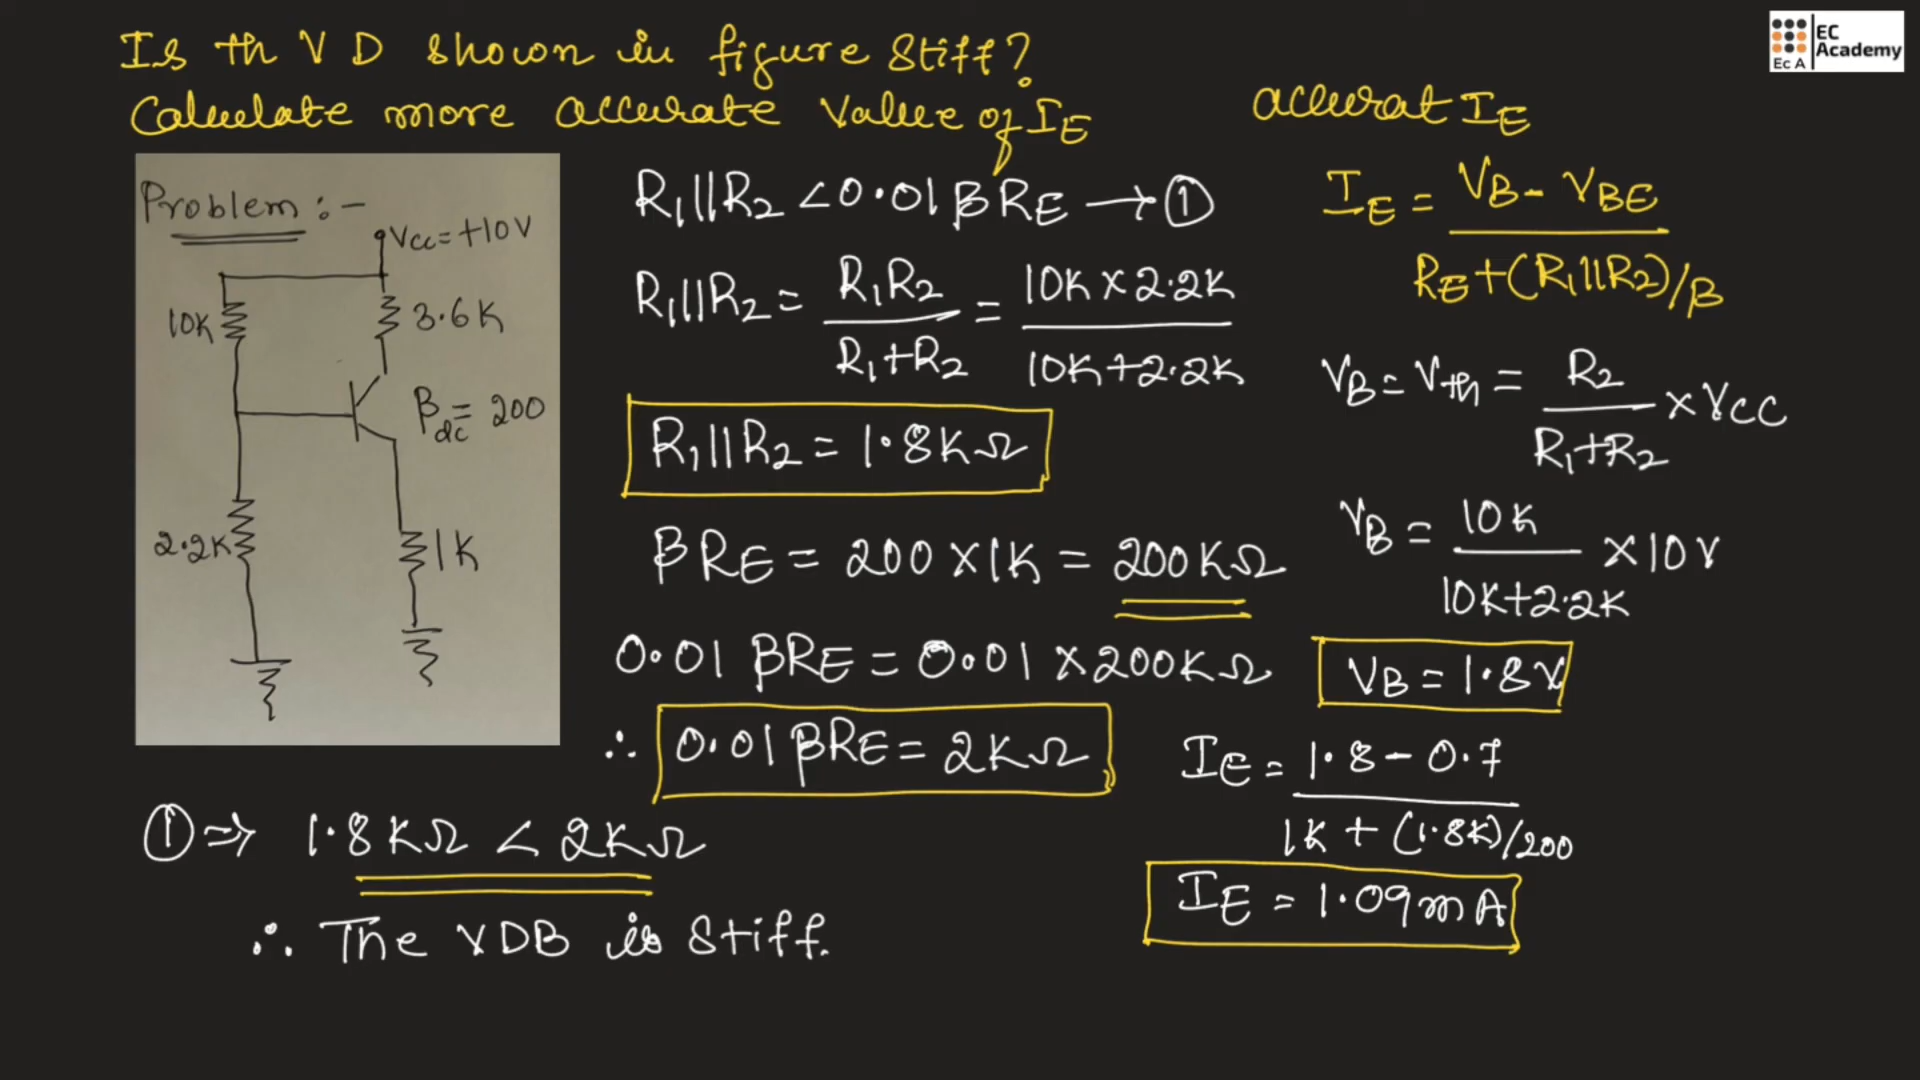 Is th V D shown in figure stiff?
Calculate more accurate value of IE
EC
Academy
Ec A
Problem :-
Vcc = +10V
10K
3.6K
βdc = 200
2.2K
1K
R1||R2 < 0.01 β RE → ①
R1||R2 = R1R2 / R1+R2 = 10K × 2.2K / 10K+2.2K
R1||R2 = 1.8KΩ
β RE = 200 × 1K = 200KΩ
0.01 βRE = 0.01 × 200KΩ
∴ 0.01 βRE = 2KΩ
① ⇒ 1.8KΩ < 2KΩ
∴ The VDB is stiff.
accurat IE
IE = VB - VBE / RE+(R1||R2)/β
VB = Vth = R2 / R1+R2 × VCC
VB = 10K / 10K+2.2K × 10V
VB = 1.8V
IE = 1.8 - 0.7 / 1K + (1.8K)/200
IE = 1.09mA